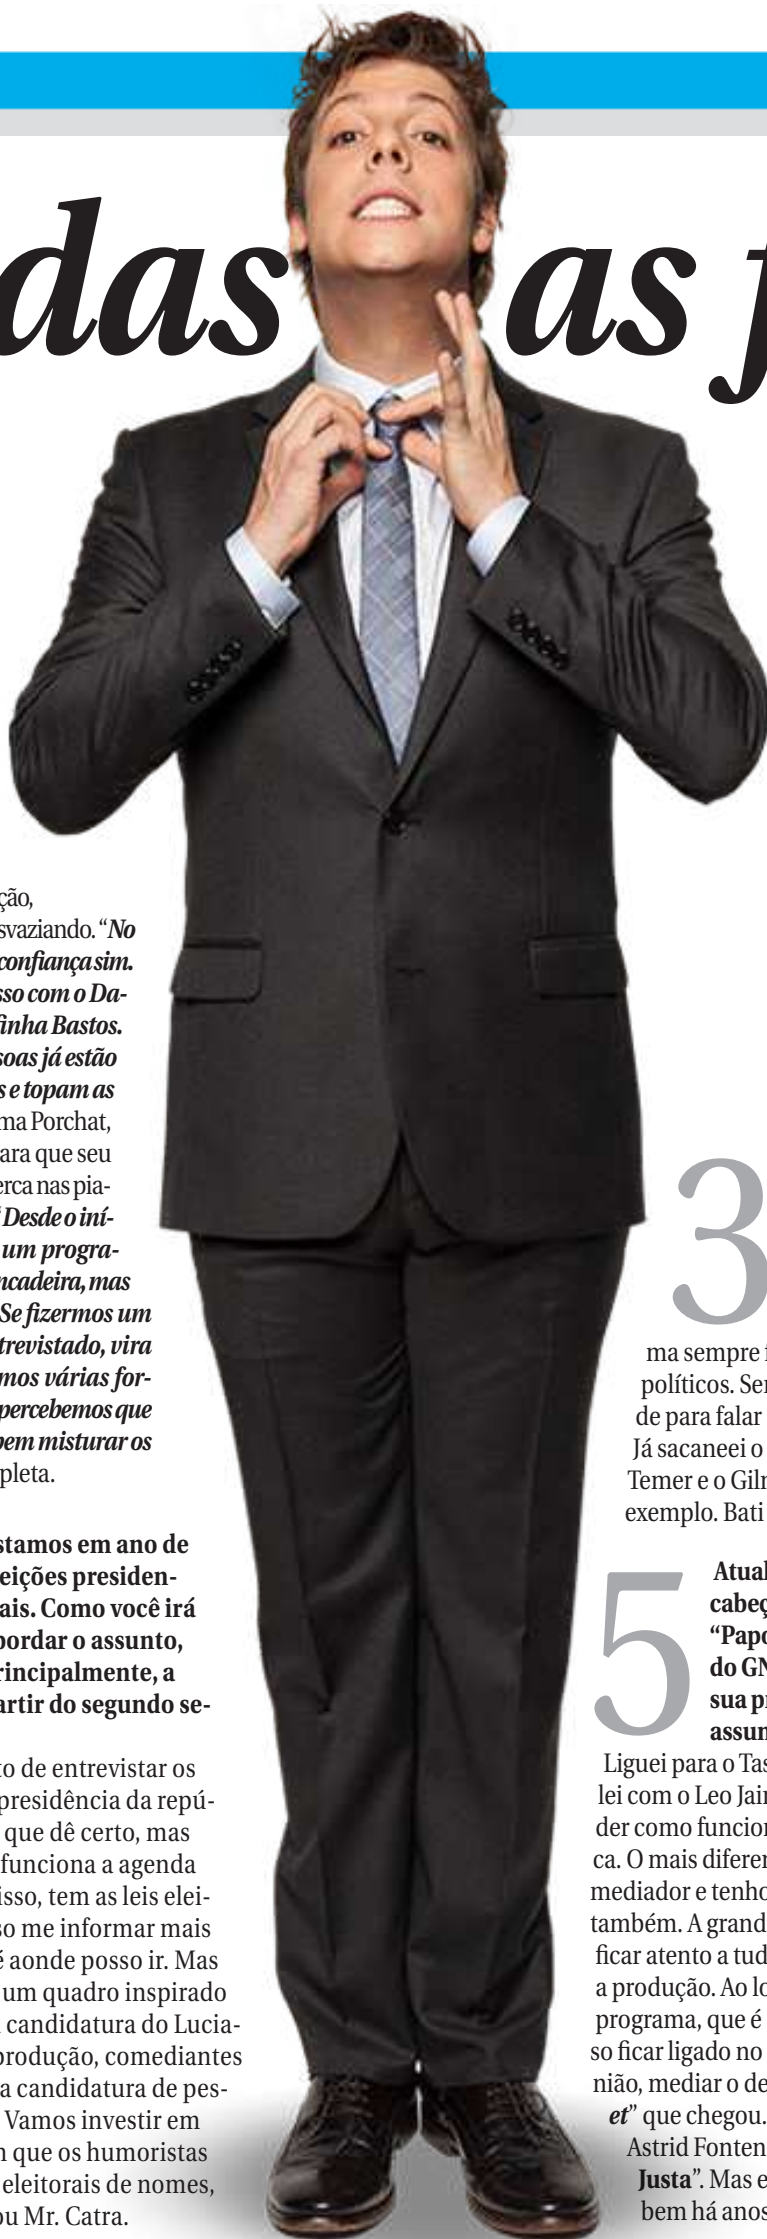 das as f
ção,
svaziando. “No
confiança sim.
sso com o Da-
finha Bastos.
soas já estão
s e topam as
ma Porchat,
ara que seu
erca nas pia-
“Desde o iní-
um progra-
ncadeira, mas
Se fizermos um
trevistado, vira
mos várias for-
percebemos que
bem misturar os
pleta.
stamos em ano de
eições presiden-
ais. Como você irá
bordar o assunto,
rincipalmente, a
artir do segundo se-
to de entrevistar os
presidência da repú-
que dê certo, mas
funciona a agenda
isso, tem as leis elei-
so me informar mais
é aonde posso ir. Mas
um quadro inspirado
candidatura do Lucia-
produção, comediantes
a candidatura de pes-
Vamos investir em
m que os humoristas
eleitorais de nomes,
ou Mr. Catra.
3
ma sempre f
políticos. Ser
de para falar
Já sacaneei o
Temer e o Gilm
exemplo. Bati
5
Atual
cabeç
“Papo
do GN
sua pr
assun
Liguei para o Tas
lei com o Leo Jaim
der como funcion
ca. O mais diferen
mediador e tenho
também. A grand
ficar atento a tud
a produção. Ao lo
programa, que é
so ficar ligado no
nião, mediar o de
et” que chegou.
Astrid Fonten
Justa”. Mas e
bem há anos